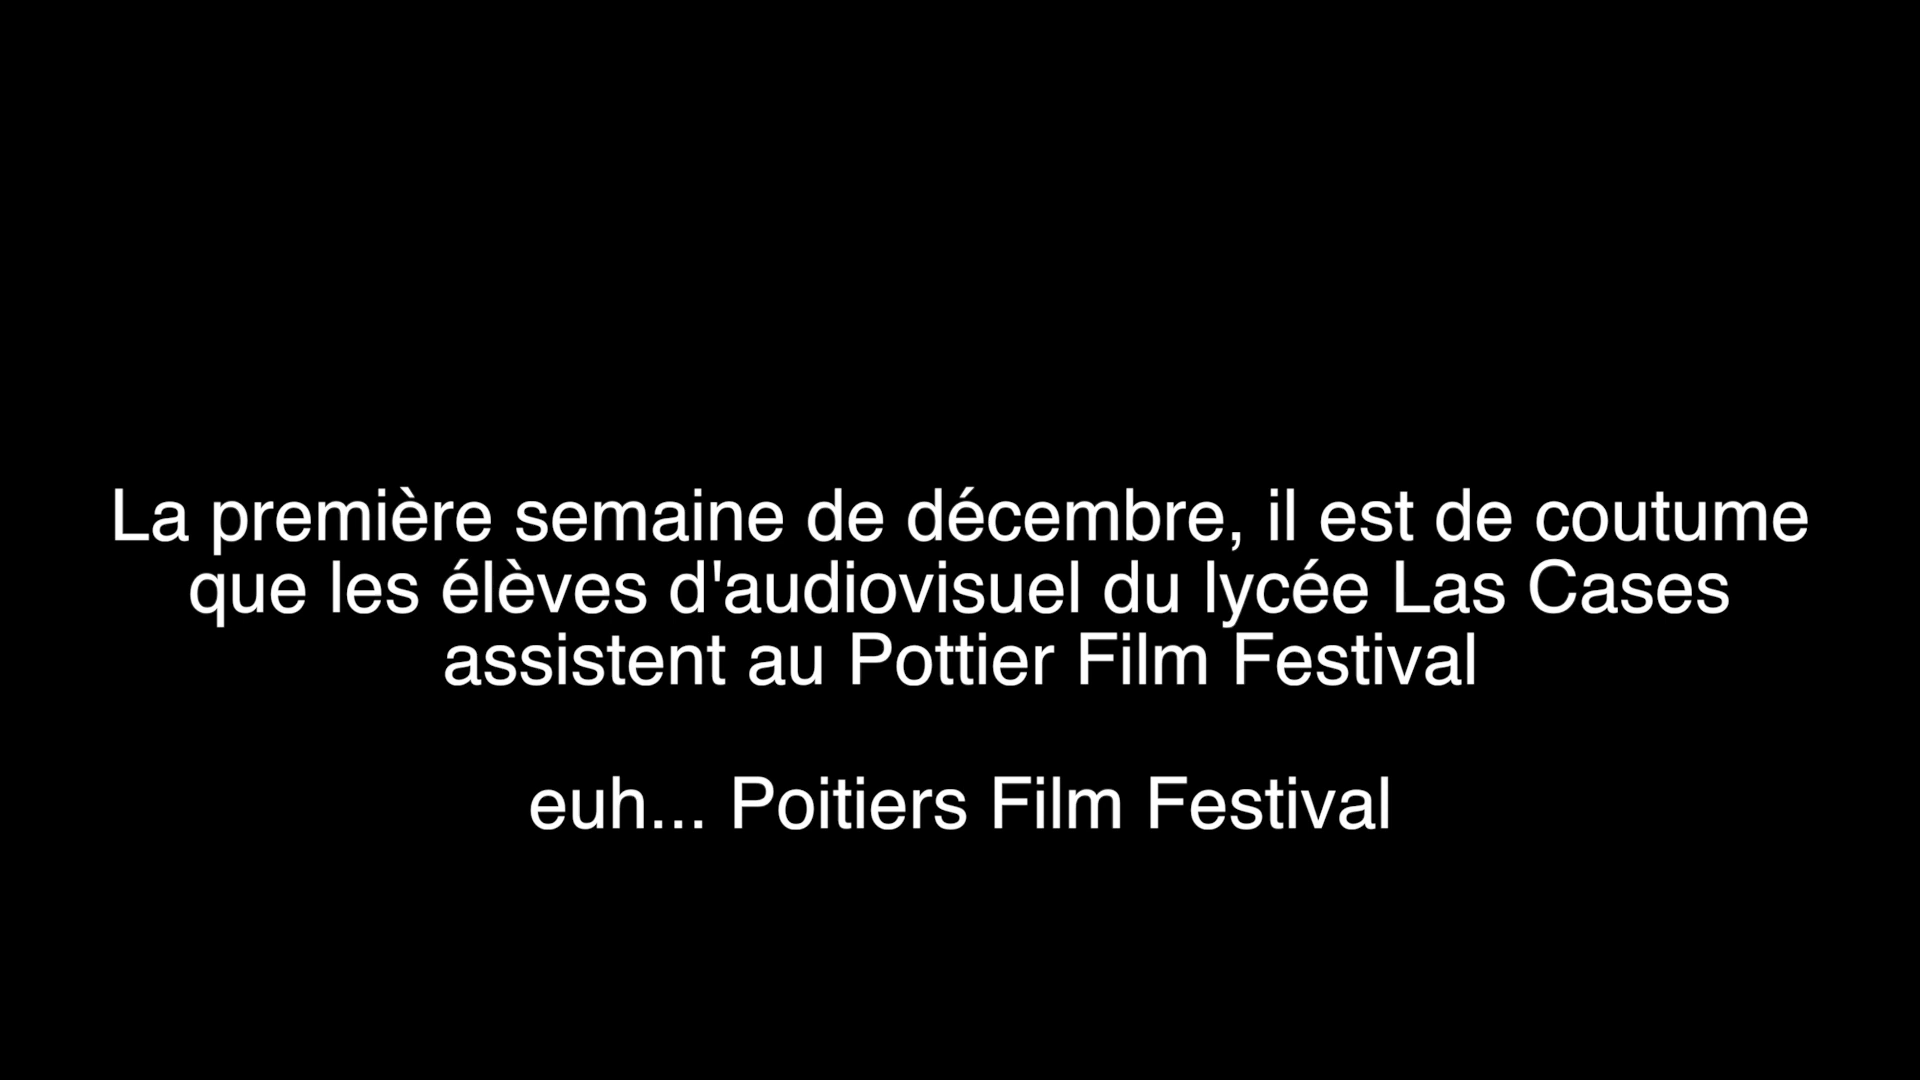 La première semaine de décembre, il est de coutume
que les élèves d'audiovisuel du lycée Las Cases
assistent au Pottier Film Festival
euh... Poitiers Film Festival